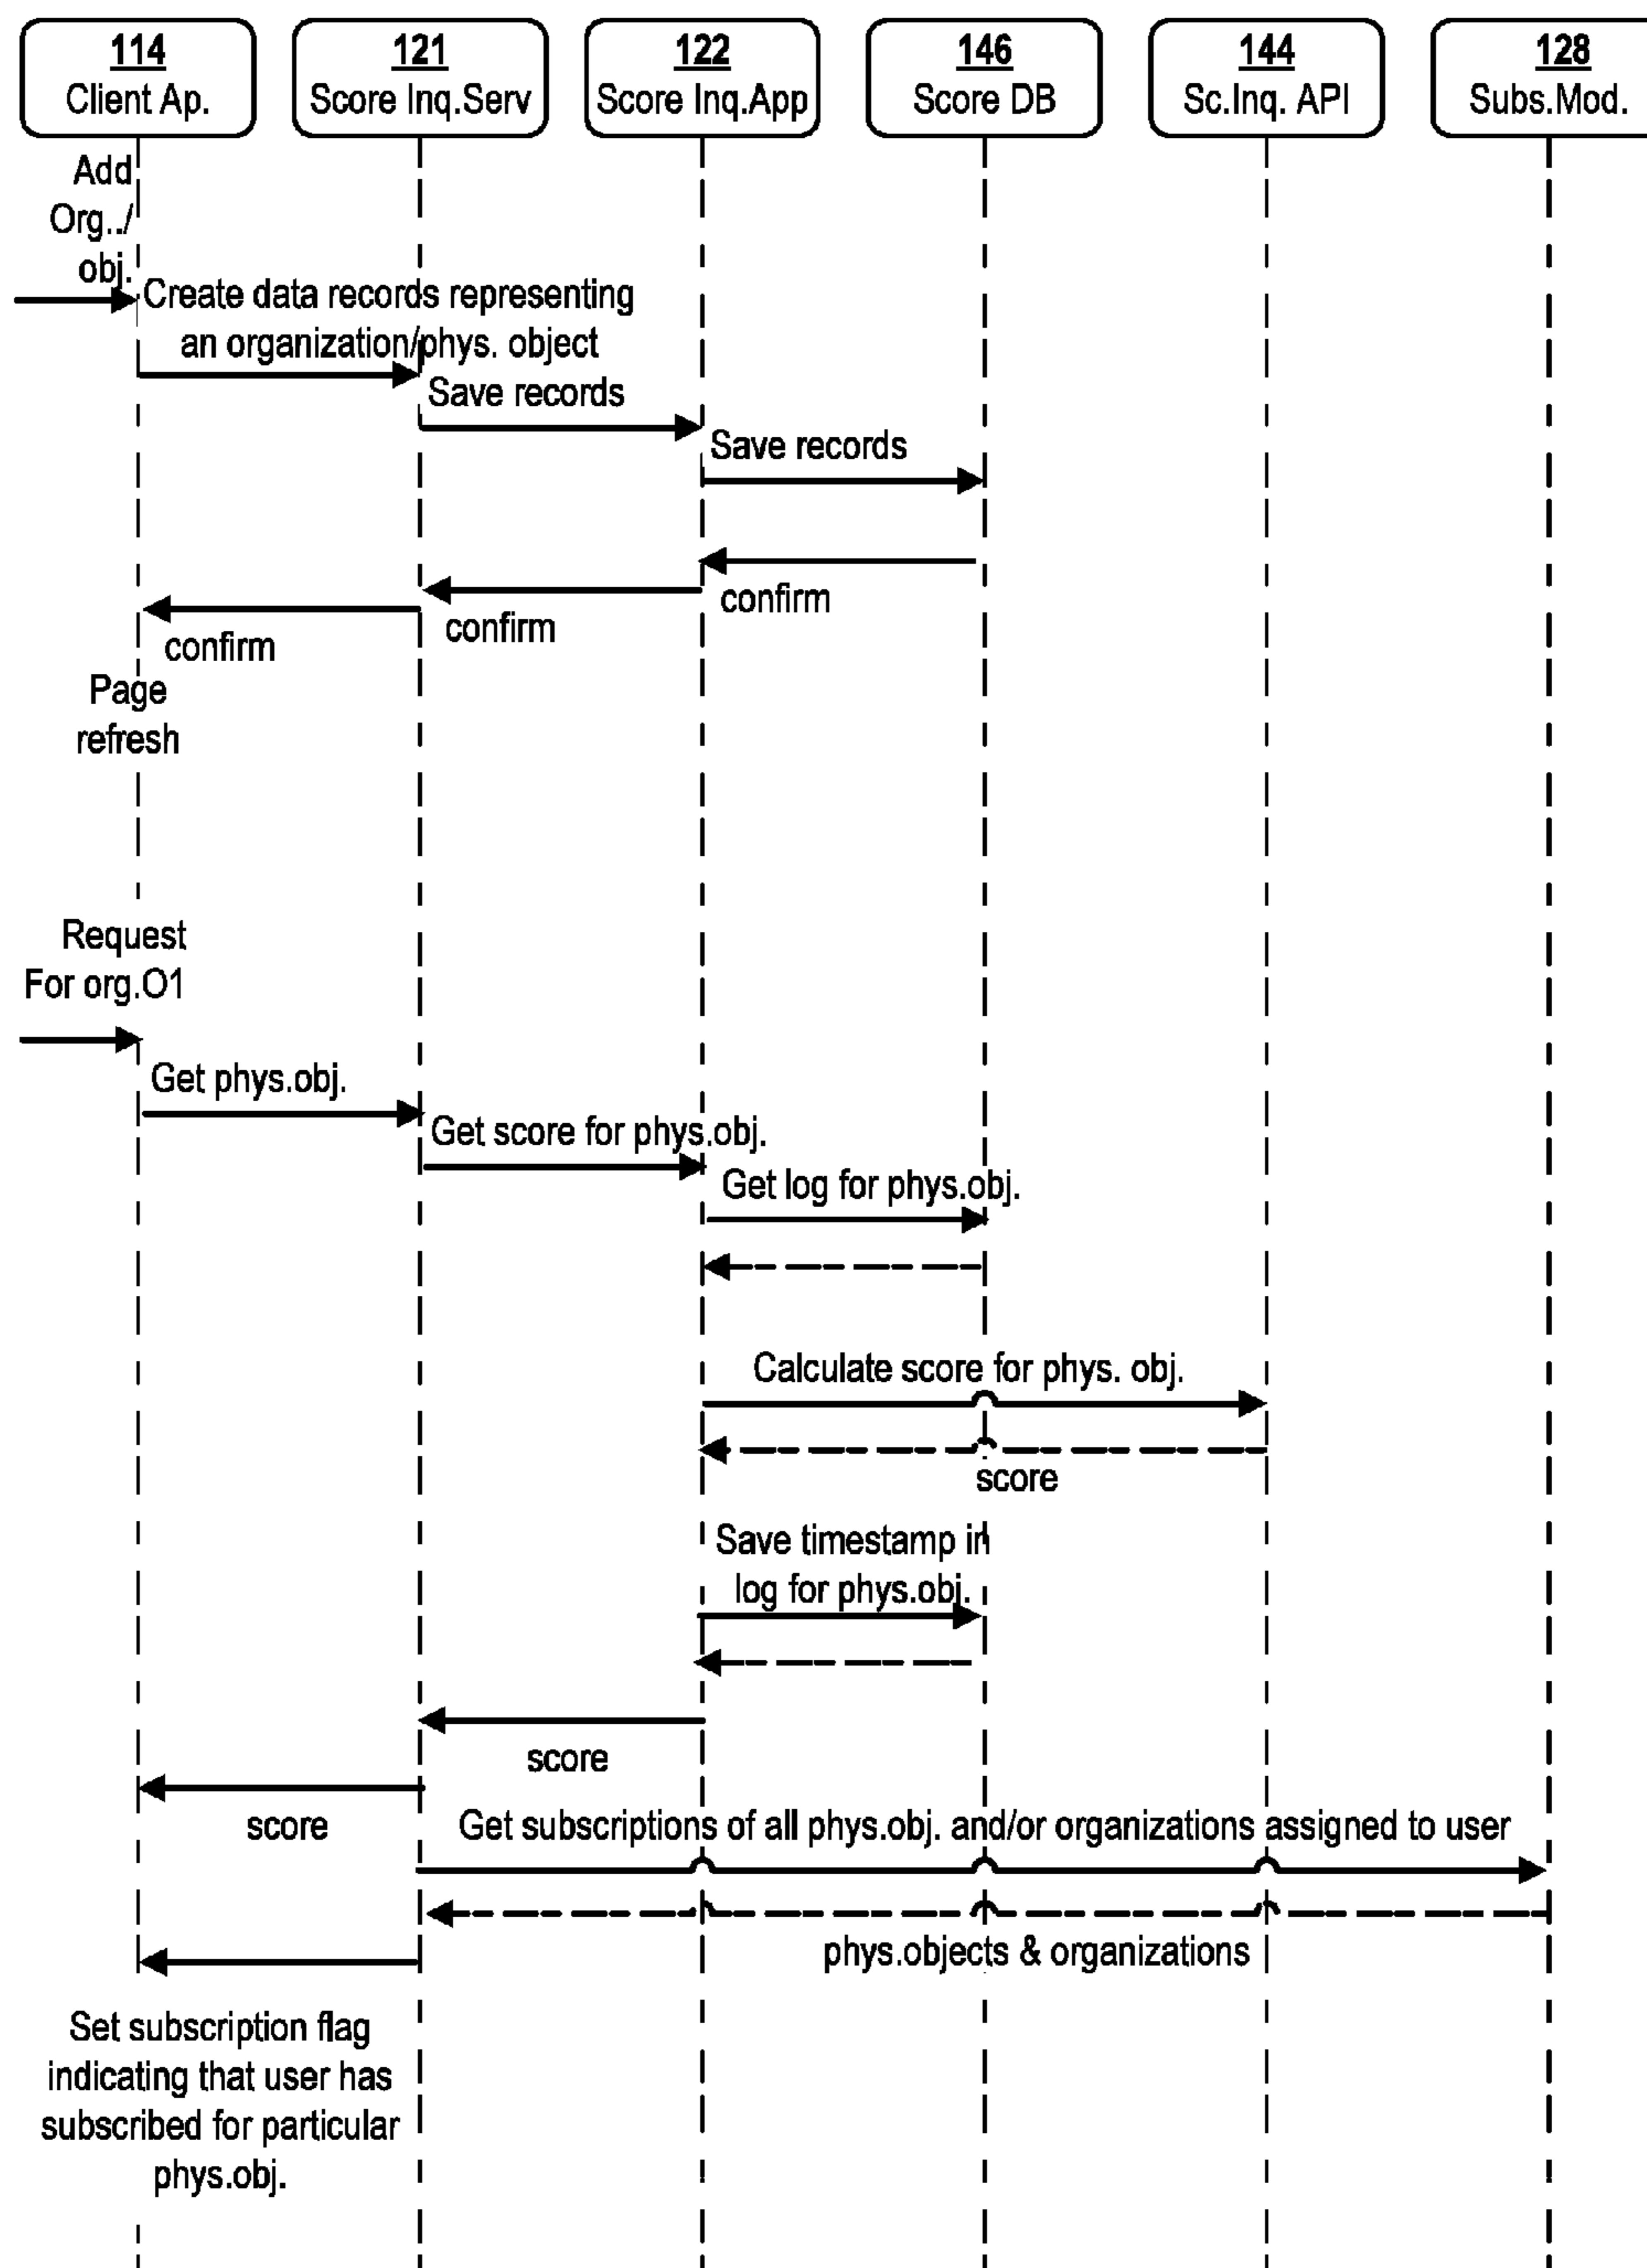 114
Client Ap.
121
Score Inq.Serv
122
Score Inq.App
146
Score DB
144
Sc.Inq. API
128
Subs.Mod.
Add
Org../
obj.
Create data records representing
an organization/phys. object
Save records
Save records
confirm
confirm
confirm
Page
refresh
Request
For org.O1
Get phys.obj.
Get score for phys.obj.
Get log for phys.obj.
Calculate score for phys. obj.
score
Save timestamp in
log for phys.obj.
score
score
Get subscriptions of all phys.obj. and/or organizations assigned to user
phys.objects & organizations
Set subscription flag
indicating that user has
subscribed for particular
phys.obj.